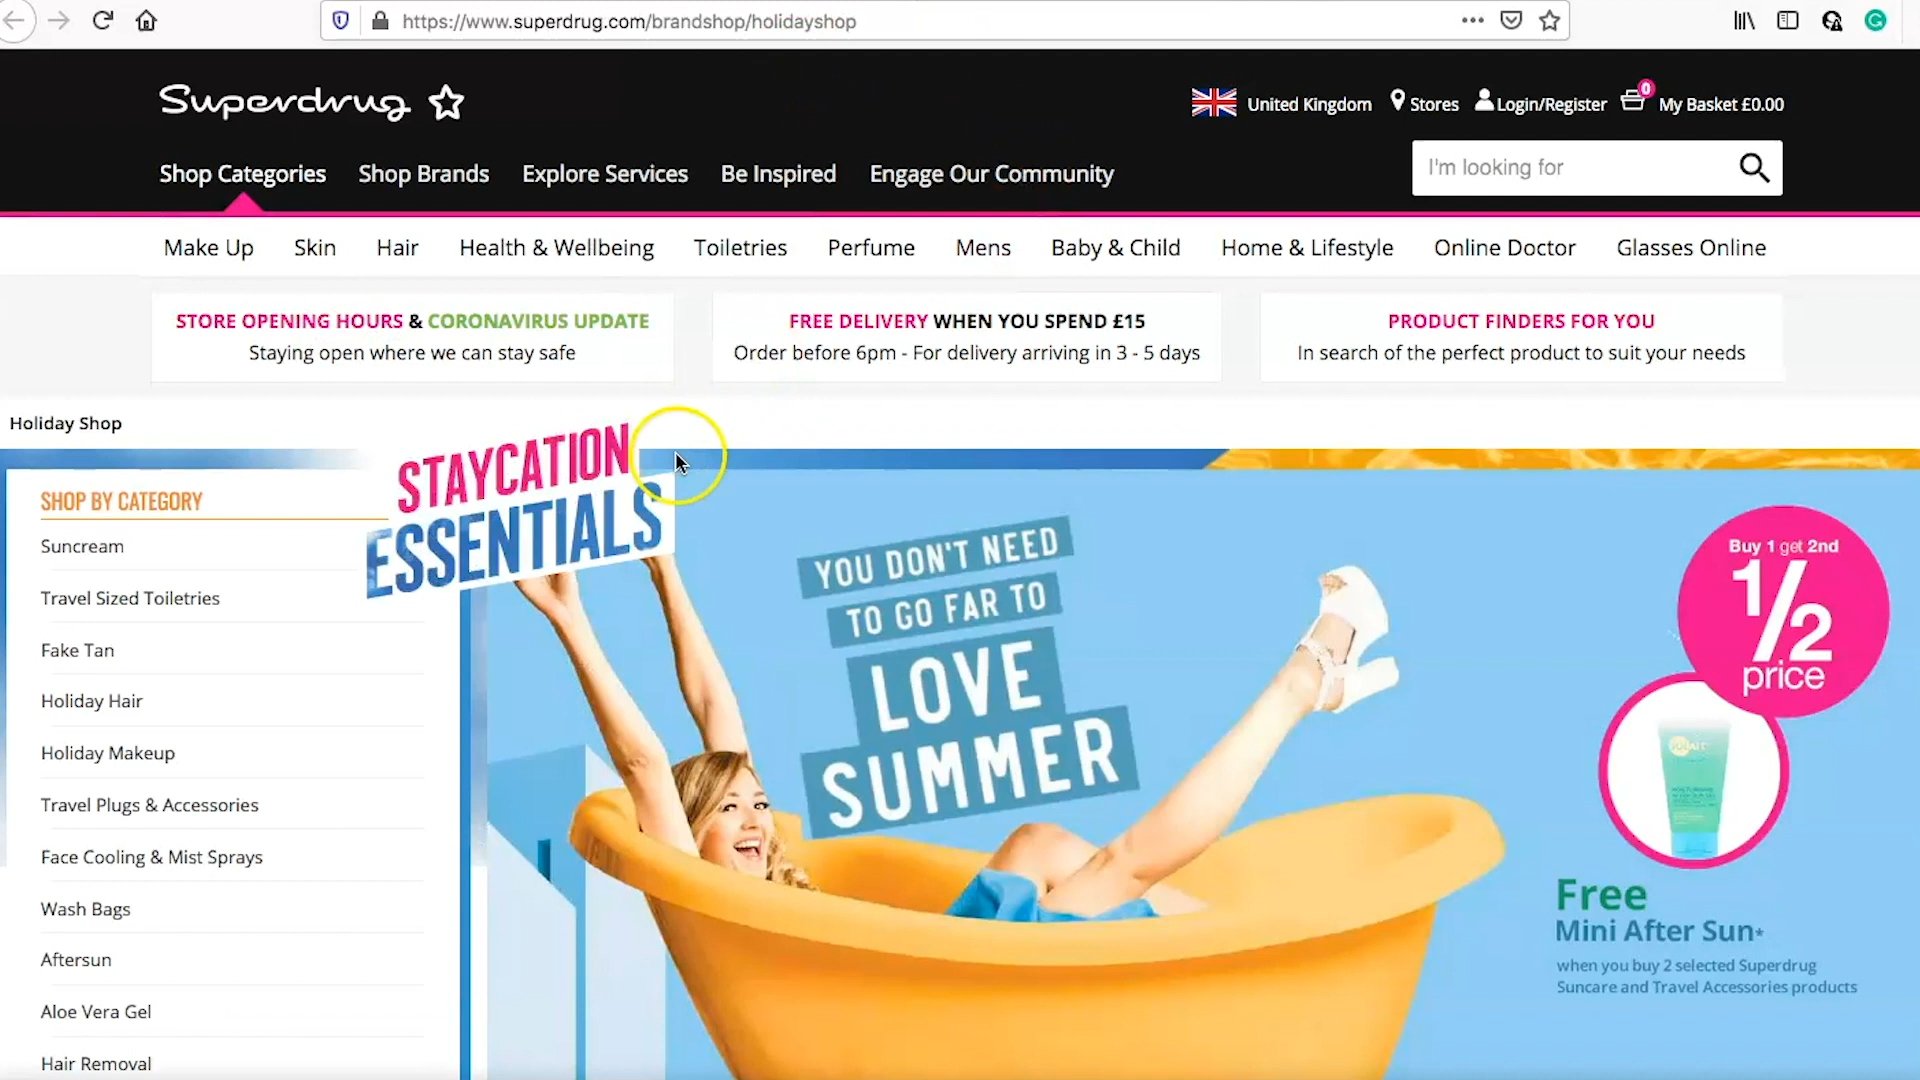 https://www.superdrug.com/brandshop/holidayshop
Superdrug
United Kingdom
Stores
Login/Register
0
My Basket £0.00
Shop Categories
Shop Brands
Explore Services
Be Inspired
Engage Our Community
I'm looking for
Make Up
Skin
Hair
Health & Wellbeing
Toiletries
Perfume
Mens
Baby & Child
Home & Lifestyle
Online Doctor
Glasses Online
STORE OPENING HOURS & CORONAVIRUS UPDATE
Staying open where we can stay safe
FREE DELIVERY WHEN YOU SPEND £15
Order before 6pm - For delivery arriving in 3 - 5 days
PRODUCT FINDERS FOR YOU
In search of the perfect product to suit your needs
Holiday Shop
STAYCATION
ESSENTIALS
SHOP BY CATEGORY
Suncream
Travel Sized Toiletries
Fake Tan
Holiday Hair
Holiday Makeup
Travel Plugs & Accessories
Face Cooling & Mist Sprays
Wash Bags
Aftersun
Aloe Vera Gel
Hair Removal
YOU DON'T NEED
TO GO FAR TO
LOVE
SUMMER
Buy 1 get 2nd
1/2
price
Free
Mini After Sun*
when you buy 2 selected Superdrug
Suncare and Travel Accessories products